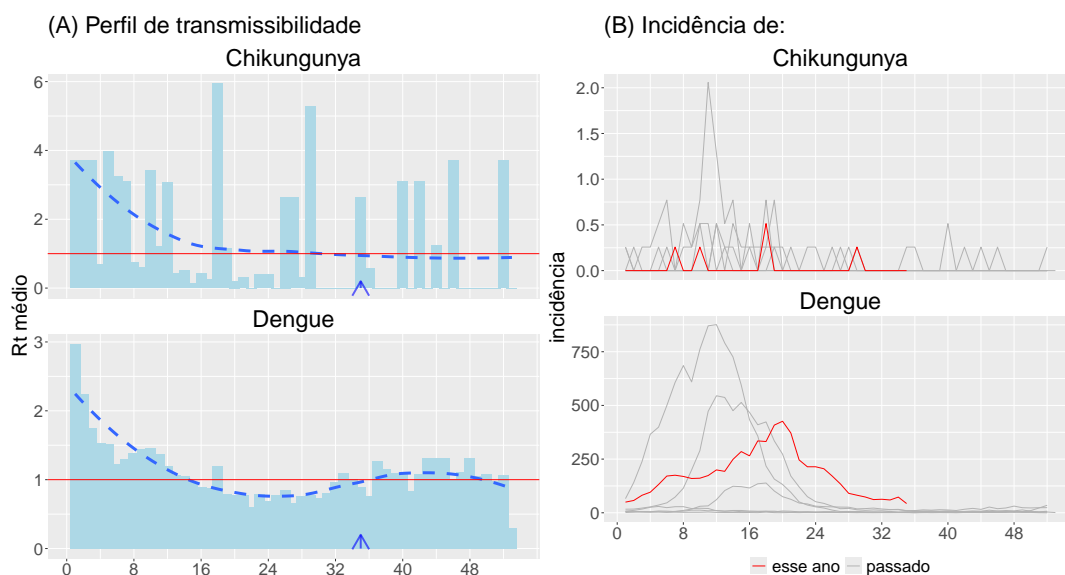 (A) Perfil de transmissibilidade
Chikungunya
6
4
2
1
0
Dengue
3
2
1
0
0 8 16 24 32 40 48
Rt médio
(B) Incidência de:
Chikungunya
2.0
1.5
1.0
0.5
0.0
Dengue
750
500
250
0
0 8 16 24 32 40 48
incidência
esse ano passado